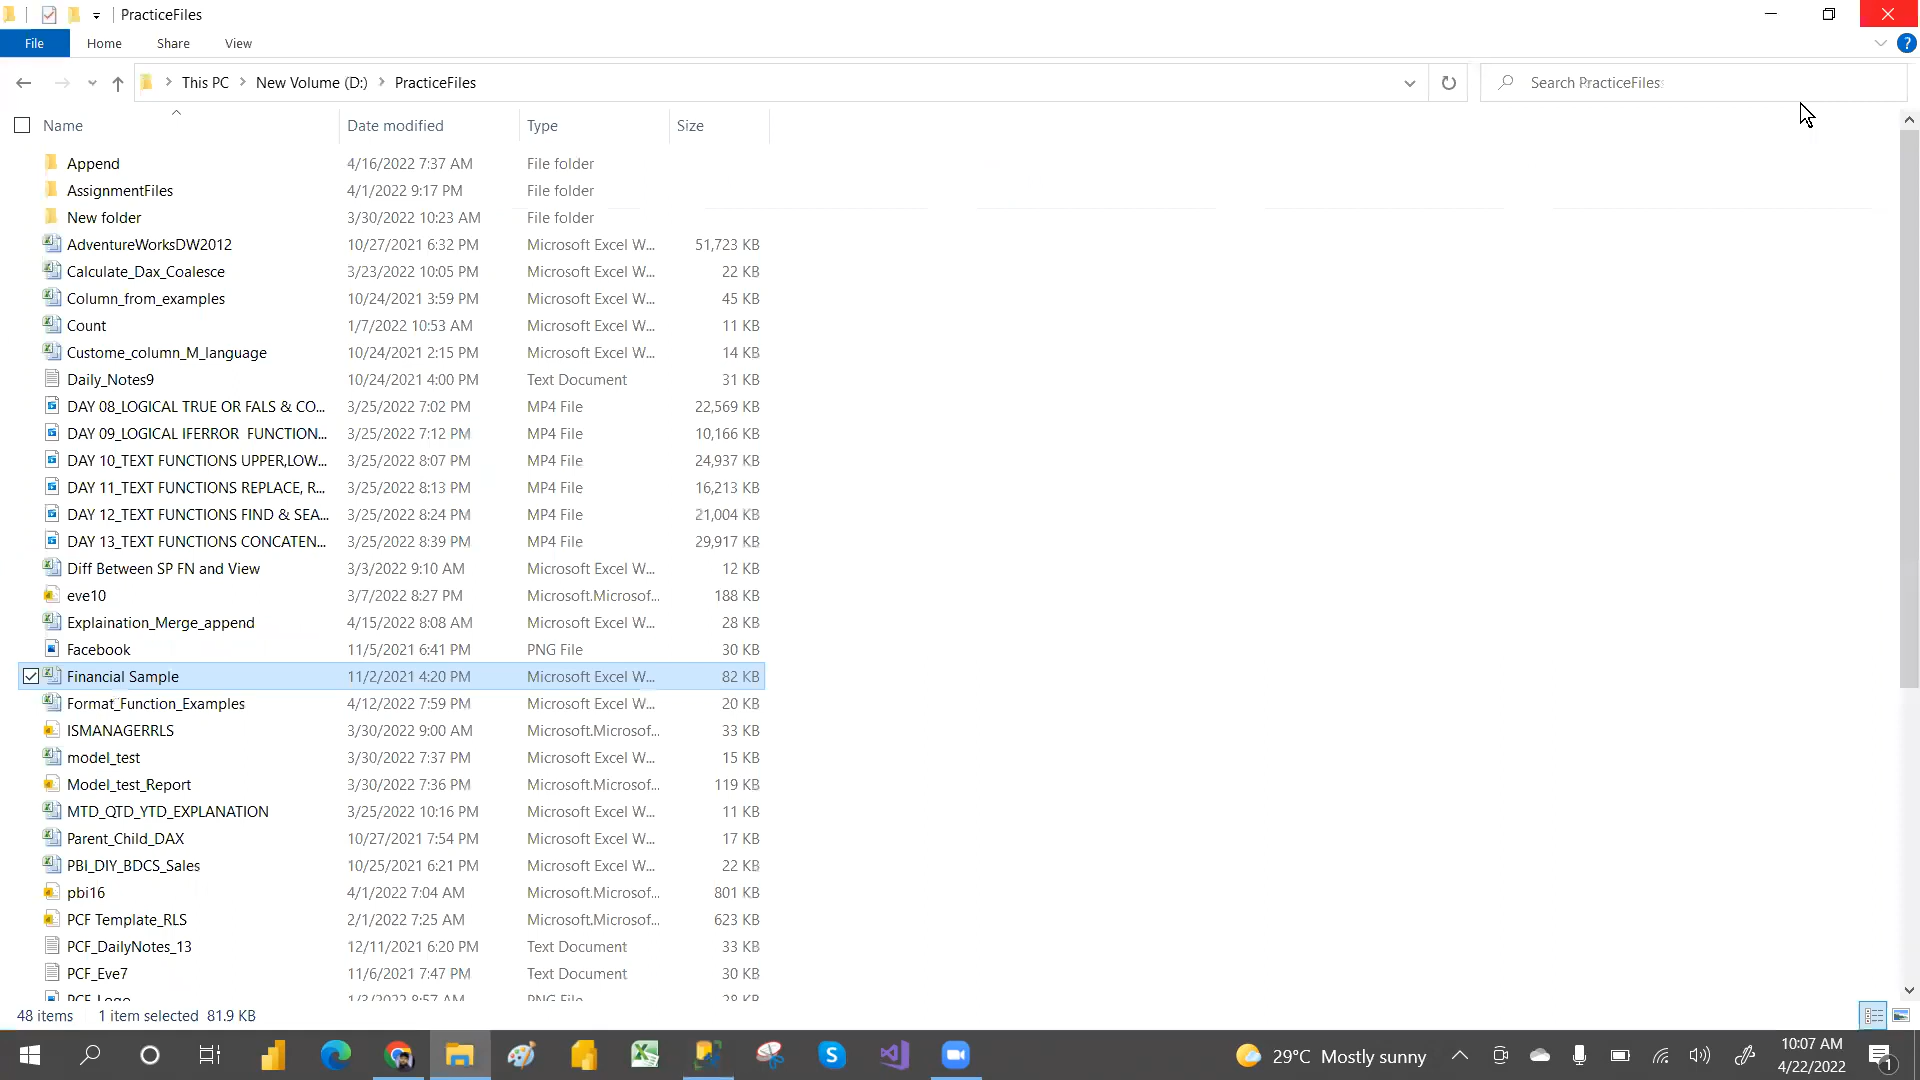 PracticeFiles
File Home Share View
This PC New Volume (D:) PracticeFiles Search PracticeFiles
Name Date modified Type Size
Append 4/16/2022 7:37 AM File folder
AssignmentFiles 4/1/2022 9:17 PM File folder
New folder 3/30/2022 10:23 AM File folder
AdventureWorksDW2012 10/27/2021 6:32 PM Microsoft Excel W... 51,723 KB
Calculate_Dax_Coalesce 3/23/2022 10:05 PM Microsoft Excel W... 22 KB
Column_from_examples 10/24/2021 3:59 PM Microsoft Excel W... 45 KB
Count 1/7/2022 10:53 AM Microsoft Excel W... 11 KB
Custome_column_M_language 10/24/2021 2:15 PM Microsoft Excel W... 14 KB
Daily_Notes9 10/24/2021 4:00 PM Text Document 31 KB
DAY 08_LOGICAL TRUE OR FALS & CO... 3/25/2022 7:02 PM MP4 File 22,569 KB
DAY 09_LOGICAL IFERROR FUNCTION... 3/25/2022 7:12 PM MP4 File 10,166 KB
DAY 10_TEXT FUNCTIONS UPPER,LOW... 3/25/2022 8:07 PM MP4 File 24,937 KB
DAY 11_TEXT FUNCTIONS REPLACE, R... 3/25/2022 8:13 PM MP4 File 16,213 KB
DAY 12_TEXT FUNCTIONS FIND & SEA... 3/25/2022 8:24 PM MP4 File 21,004 KB
DAY 13_TEXT FUNCTIONS CONCATEN... 3/25/2022 8:39 PM MP4 File 29,917 KB
Diff Between SP FN and View 3/3/2022 9:10 AM Microsoft Excel W... 12 KB
eve10 3/7/2022 8:27 PM Microsoft.Microsof... 188 KB
Explaination_Merge_append 4/15/2022 8:08 AM Microsoft Excel W... 28 KB
Facebook 11/5/2021 6:41 PM PNG File 30 KB
Financial Sample 11/2/2021 4:20 PM Microsoft Excel W... 82 KB
Format_Function_Examples 4/12/2022 7:59 PM Microsoft Excel W... 20 KB
ISMANAGERRLS 3/30/2022 9:00 AM Microsoft.Microsof... 33 KB
model_test 3/30/2022 7:37 PM Microsoft Excel W... 15 KB
Model_test_Report 3/30/2022 7:36 PM Microsoft.Microsof... 119 KB
MTD_QTD_YTD_EXPLANATION 3/25/2022 10:16 PM Microsoft Excel W... 11 KB
Parent_Child_DAX 10/27/2021 7:54 PM Microsoft Excel W... 17 KB
PBI_DIY_BDCS_Sales 10/25/2021 6:21 PM Microsoft Excel W... 22 KB
pbi16 4/1/2022 7:04 AM Microsoft.Microsof... 801 KB
PCF Template_RLS 2/1/2022 7:25 AM Microsoft.Microsof... 623 KB
PCF_DailyNotes_13 12/11/2021 6:20 PM Text Document 33 KB
PCF_Eve7 11/6/2021 7:47 PM Text Document 30 KB
PCF_Logo 1/3/2022 8:57 AM PNG File 28 KB
48 items 1 item selected 81.9 KB
29°C Mostly sunny 10:07 AM
4/22/2022 1